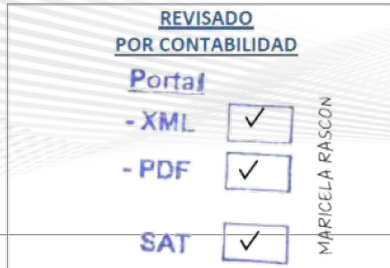 REVISADO
POR CONTABILIDAD
Portal
- XML ✓
- PDF ✓
SAT ✓
MARICELA RASCON